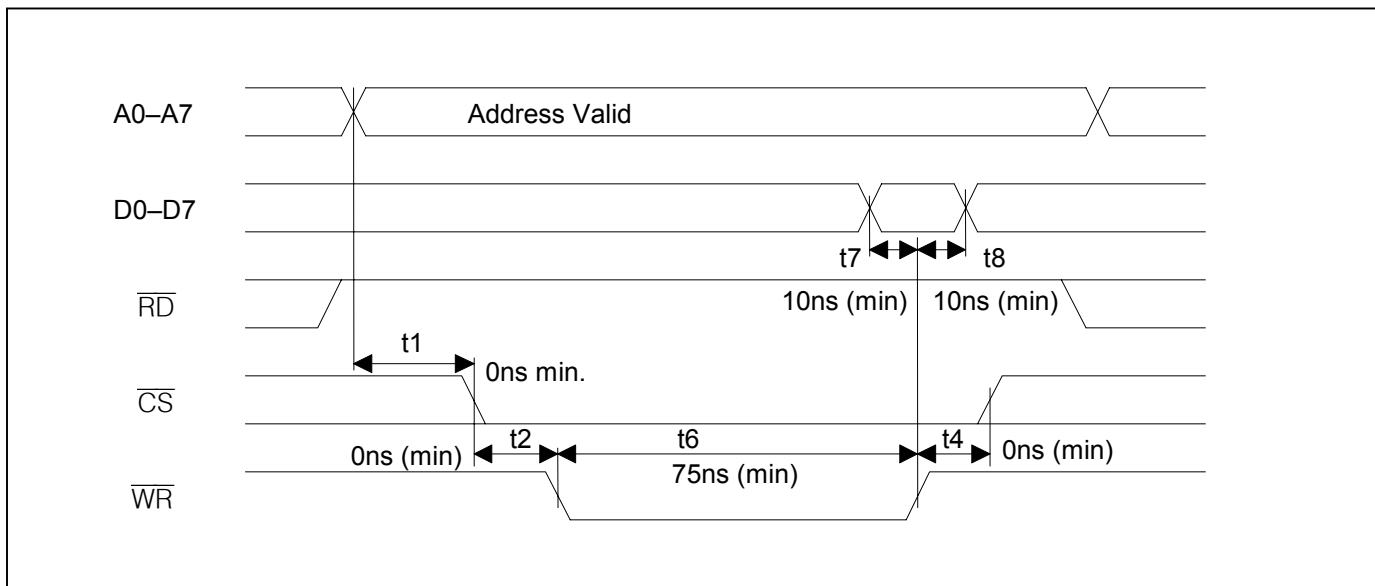 A0–A7
Address Valid
D0–D7
t7
t8
10ns (min)
10ns (min)
RD
t1
0ns min.
CS
t2
t6
t4
0ns (min)
75ns (min)
0ns (min)
WR